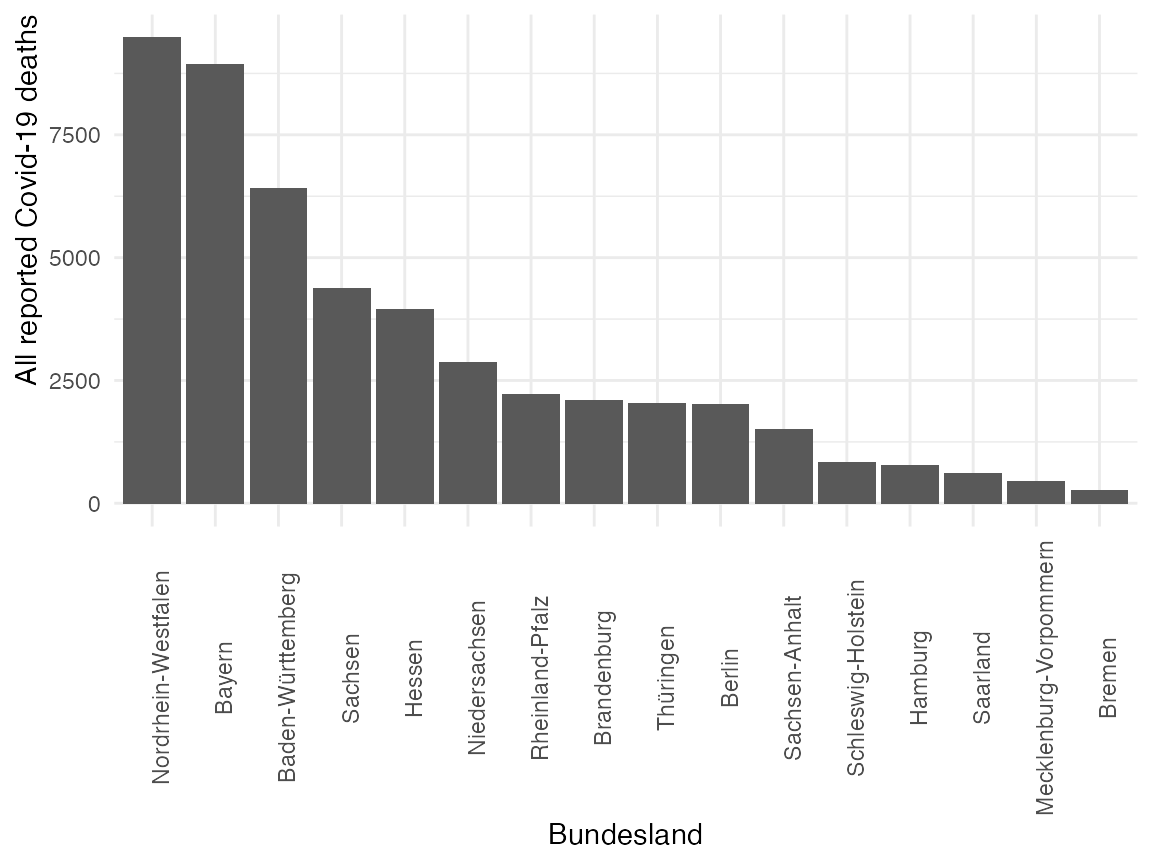 All reported Covid-19 deaths
7500
5000
2500
0
Nordrhein-Westfalen
Bayern
Baden-Württemberg
Sachsen
Hessen
Niedersachsen
Rheinland-Pfalz
Brandenburg
Thüringen
Berlin
Sachsen-Anhalt
Schleswig-Holstein
Hamburg
Saarland
Mecklenburg-Vorpommern
Bremen
Bundesland